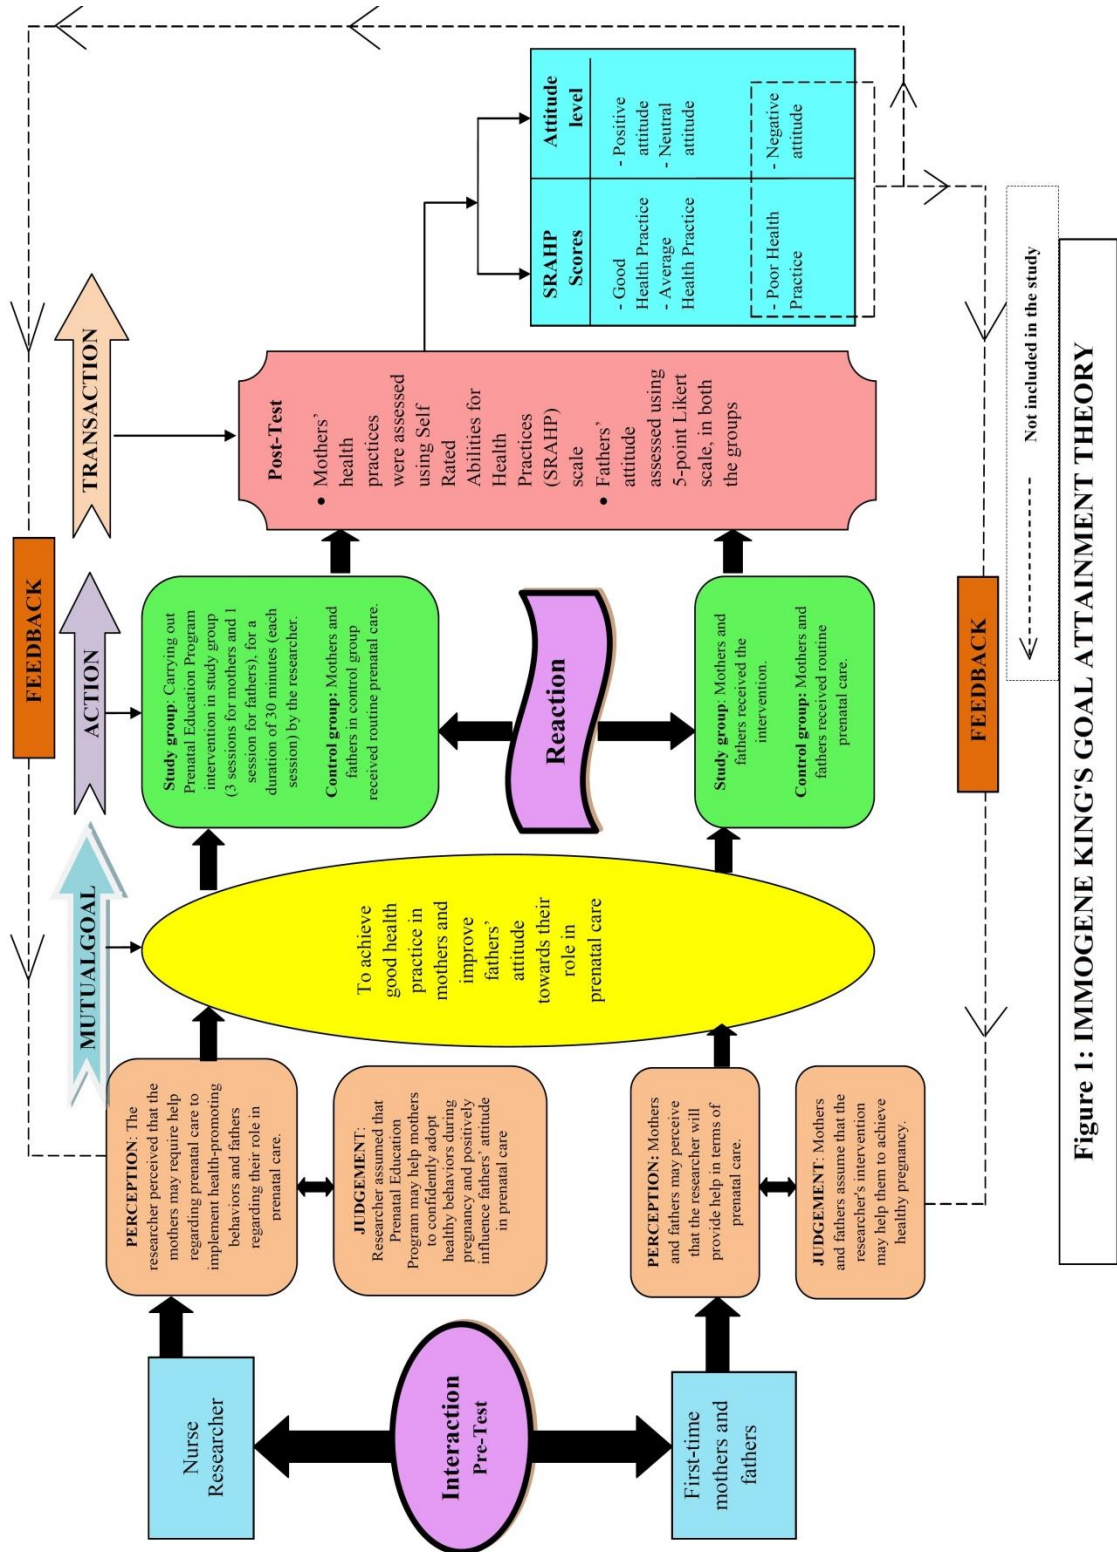 FEEDBACK
MUTUALGOAL
ACTION
TRANSACTION
Nurse
Researcher
Interaction
Pre-Test
First-time
mothers and
fathers
PERCEPTION: The
researcher perceived that the
mothers may require help
regarding prenatal care to
implement health-promoting
behaviors and fathers
regarding their role in
prenatal care.
JUDGEMENT:
Researcher assumed that
Prenatal Education
Program may help mothers
to confidently adopt
healthy behaviors during
pregnancy and positively
influence fathers' attitude
in prenatal care
PERCEPTION: Mothers
and fathers may perceive
that the researcher will
provide help in terms of
prenatal care.
JUDGEMENT: Mothers
and fathers assume that the
researcher's intervention
may help them to achieve
healthy pregnancy.
To achieve
good health
practice in
mothers and
improve
fathers’
attitude
towards their
role in
prenatal care
Study group: Carrying out
Prenatal Education Program
intervention in study group
(3 sessions for mothers and 1
session for fathers), for a
duration of 30 minutes (each
session) by the researcher.
Control group: Mothers and
fathers in control group
received routine prenatal care.
Reaction
Study group: Mothers and
fathers received the
intervention.
Control group: Mothers and
fathers received routine
prenatal care.
Post-Test
• Mothers’
health
practices
were assessed
using Self
Rated
Abilities for
Health
Practices
(SRAHP)
scale
• Fathers’
attitude
assessed using
5-point Likert
scale, in both
the groups
SRAHP
Scores
- Good
Health Practice
- Average
Health Practice
- Poor Health
Practice
Attitude
level
- Positive
attitude
- Neutral
attitude
- Negative
attitude
FEEDBACK
Not included in the study
Figure 1: IMMOGENE KING'S GOAL ATTAINMENT THEORY